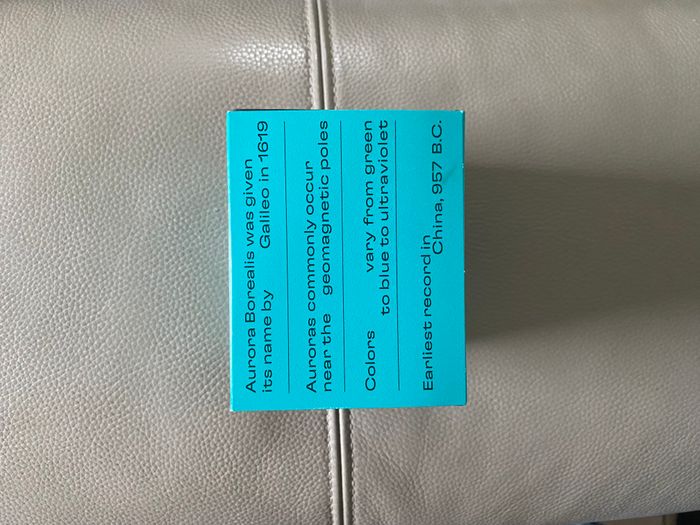 Aurora Borealis was given
its name by Galileo in 1619
Auroras commonly occur
near the geomagnetic poles
Colors vary from green
to blue to ultraviolet
Earliest record in
China, 957 B.C.